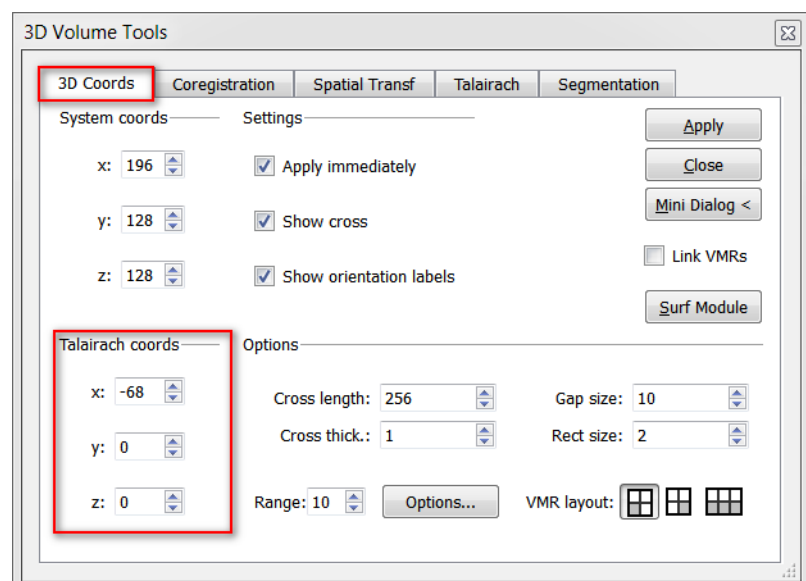 3D Volume Tools
3D Coords Coregistration Spatial Transf Talairach Segmentation
System coords Settings
Apply
x: 196 Apply immediately
Close
Mini Dialog <
y: 128 Show cross
Link VMRs
z: 128 Show orientation labels
Surf Module
Talairach coords Options
x: -68 Cross length: 256 Gap size: 10
y: 0 Cross thick.: 1 Rect size: 2
z: 0 Range: 10 Options... VMR layout: